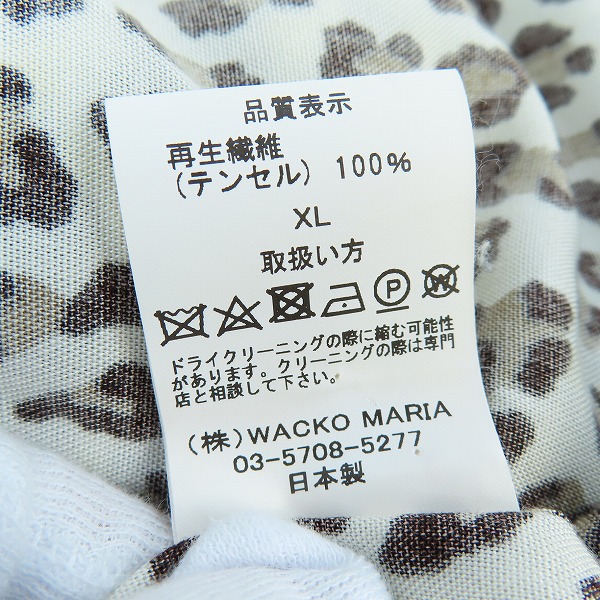 品質表示
再生繊維
(テンセル) 100%
XL
取扱い方
P W
ドライクリーニングの際に縮む可能性
があります。クリーニングの際は専門
店と相談して下さい。
(株)WACKO MARIA
03-5708-5277
日本製